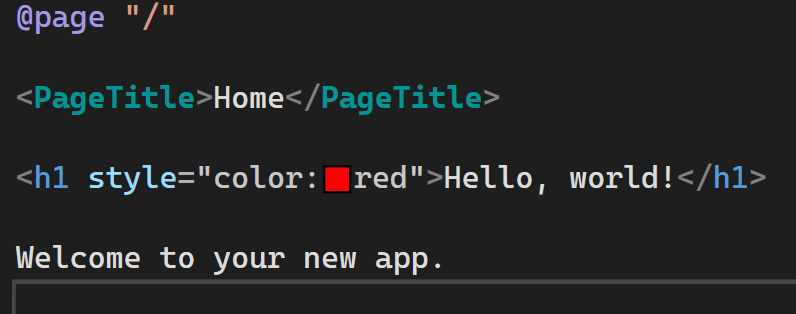 @page "/"
<PageTitle>Home</PageTitle>
<h1 style="color:red">Hello, world!</h1>
Welcome to your new app.